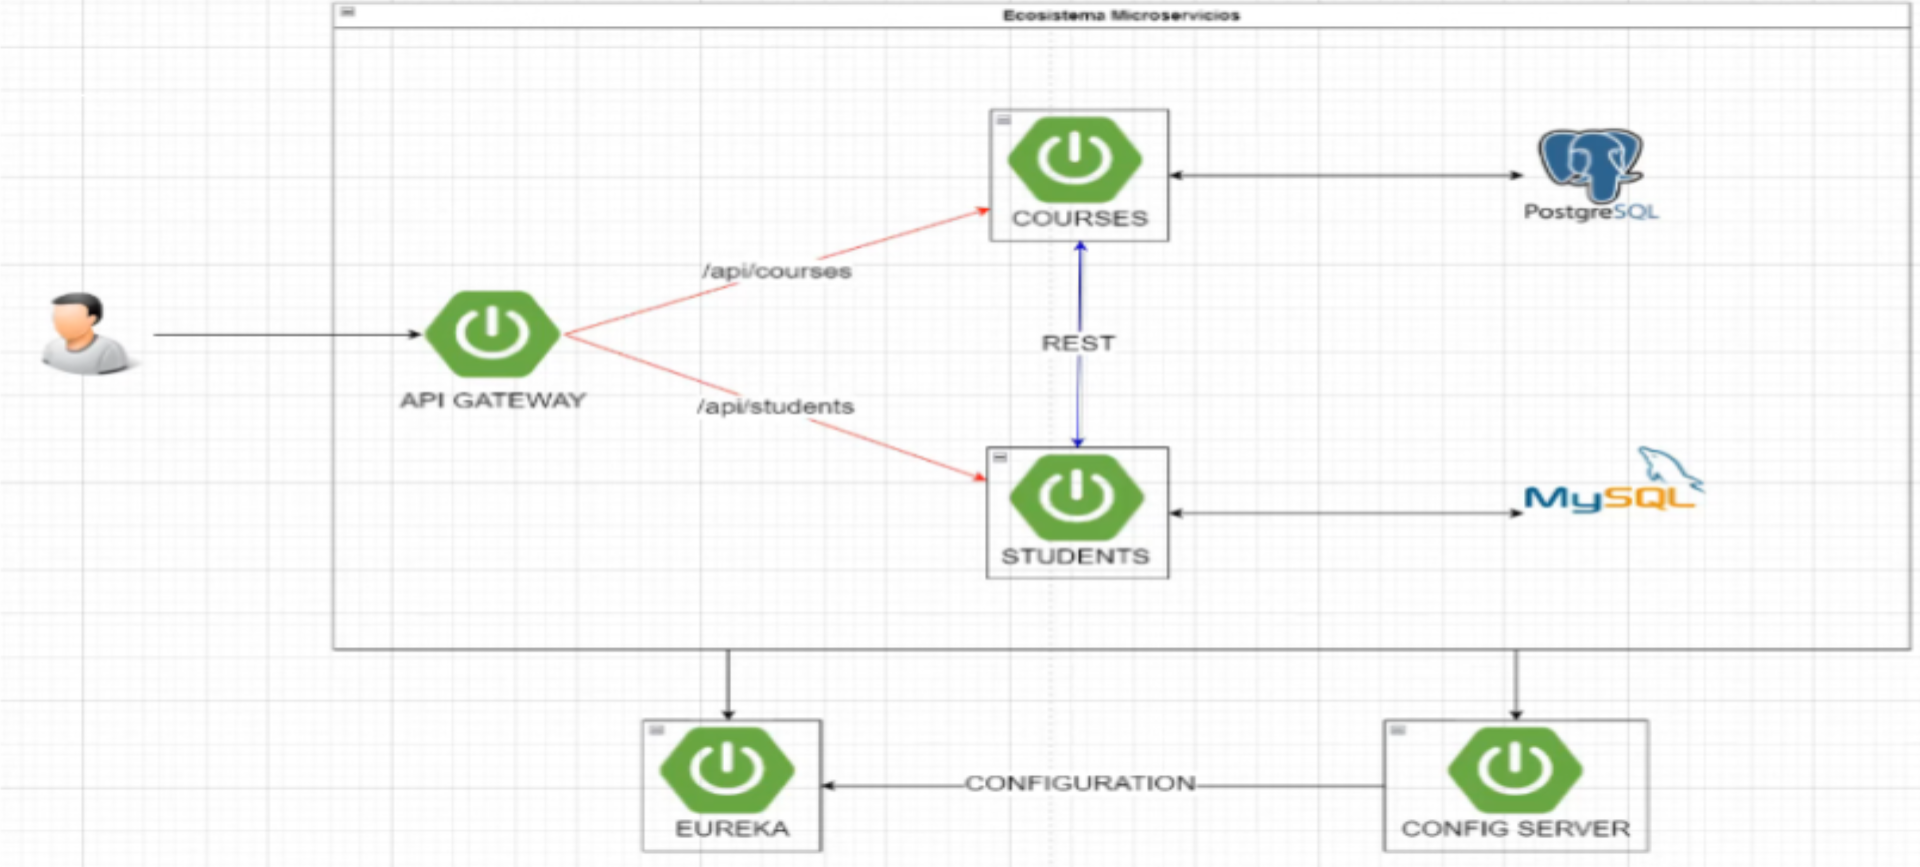 Ecosistema Microservicios
COURSES
PostgreSQL
/api/courses
API GATEWAY
REST
/api/students
MySQL
STUDENTS
CONFIGURATION
EUREKA
CONFIG SERVER